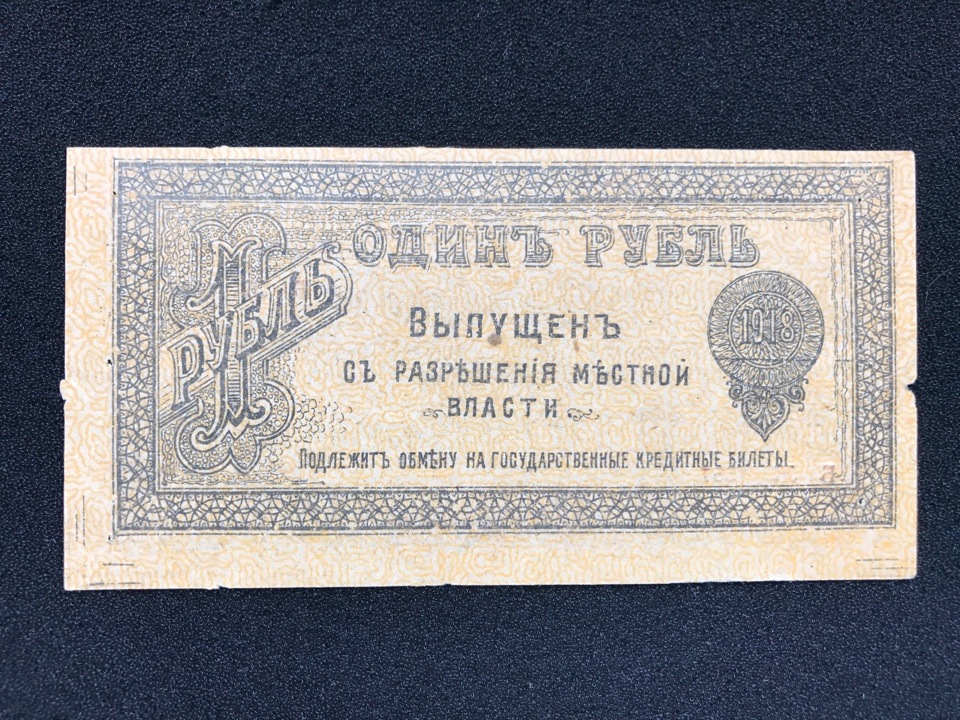 ОДИНЪ РУБЛЬ
1
РУБЛЬ
1918
ВЫПУЩЕНЪ
СЪ РАЗРѢШЕНІЯ МѢСТНОЙ
ВЛАСТИ
ПОДЛЕЖИТЪ ОБМѢНУ НА ГОСУДАРСТВЕННЫЕ КРЕДИТНЫЕ БИЛЕТЫ.